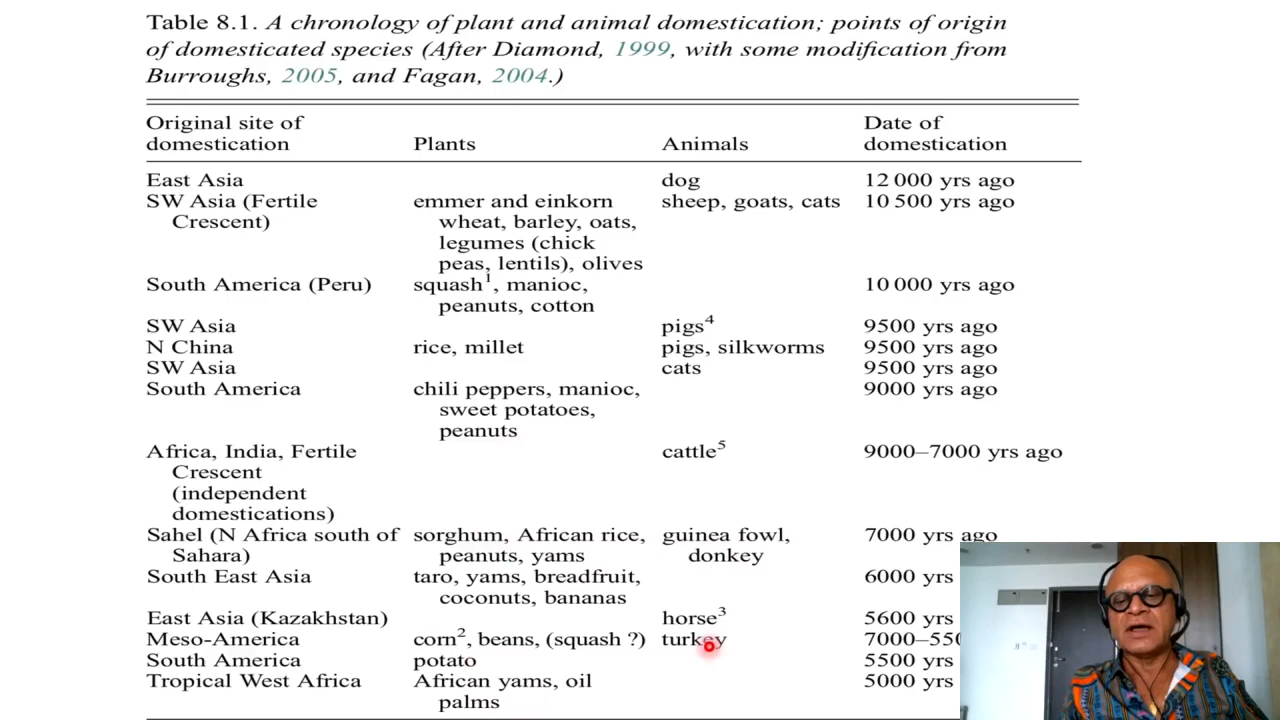 Table 8.1. A chronology of plant and animal domestication; points of origin
of domesticated species (After Diamond, 1999, with some modification from
Burroughs, 2005, and Fagan, 2004.)
Original site of domestication Plants Animals Date of domestication
East Asia dog 12 000 yrs ago
SW Asia (Fertile emmer and einkorn sheep, goats, cats 10 500 yrs ago
Crescent) wheat, barley, oats,
legumes (chick
peas, lentils), olives
South America (Peru) squash¹, manioc, 10 000 yrs ago
peanuts, cotton
SW Asia pigs⁴ 9500 yrs ago
N China rice, millet pigs, silkworms 9500 yrs ago
SW Asia cats 9500 yrs ago
South America chili peppers, manioc, 9000 yrs ago
sweet potatoes,
peanuts
Africa, India, Fertile cattle⁵ 9000–7000 yrs ago
Crescent
(independent
domestications)
Sahel (N Africa south of sorghum, African rice, guinea fowl, 7000 yrs ago
Sahara) peanuts, yams donkey
South East Asia taro, yams, breadfruit, 6000 yrs
coconuts, bananas
East Asia (Kazakhstan) horse³ 5600 yrs
Meso-America corn², beans, (squash ?) turkey 7000–550
South America potato 5500 yrs
Tropical West Africa African yams, oil 5000 yrs
palms